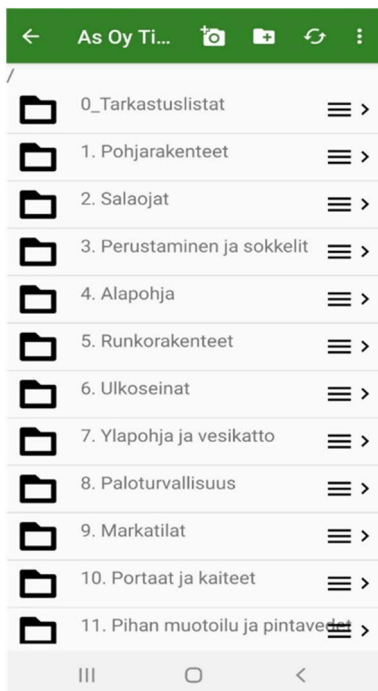 As Oy Ti...
/
0_Tarkastuslistat
1. Pohjarakenteet
2. Salaojat
3. Perustaminen ja sokkelit
4. Alapohja
5. Runkorakenteet
6. Ulkoseinat
7. Ylapohja ja vesikatto
8. Paloturvallisuus
9. Markatilat
10. Portaat ja kaiteet
11. Pihan muotoilu ja pintavedet